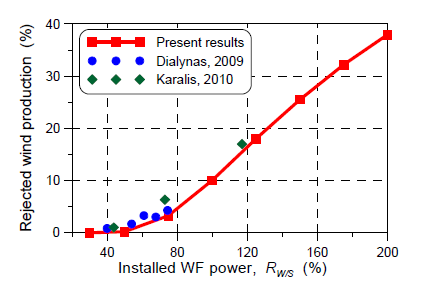 Rejected wind production (%)
40
30
20
10
0
Present results
Dialynas, 2009
Karalis, 2010
40 80 120 160 200
Installed WF power, RW/S (%)